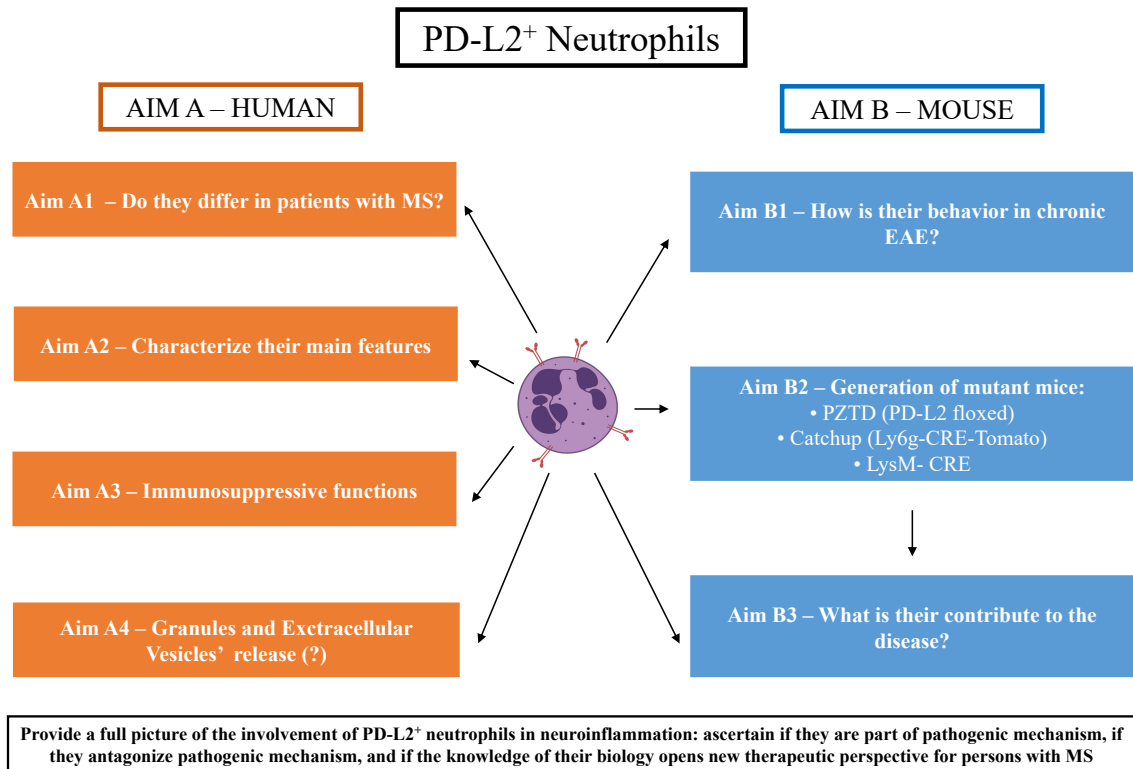 PD-L2⁺ Neutrophils
AIM A – HUMAN
Aim A1 – Do they differ in patients with MS?
Aim A2 – Characterize their main features
Aim A3 – Immunosuppressive functions
Aim A4 – Granules and Exctracellular
Vesicles’ release (?)
AIM B – MOUSE
Aim B1 – How is their behavior in chronic
EAE?
Aim B2 – Generation of mutant mice:
• PZTD (PD-L2 floxed)
• Catchup (Ly6g-CRE-Tomato)
• LysM- CRE
Aim B3 – What is their contribute to the
disease?
Provide a full picture of the involvement of PD-L2⁺ neutrophils in neuroinflammation: ascertain if they are part of pathogenic mechanism, if
they antagonize pathogenic mechanism, and if the knowledge of their biology opens new therapeutic perspective for persons with MS